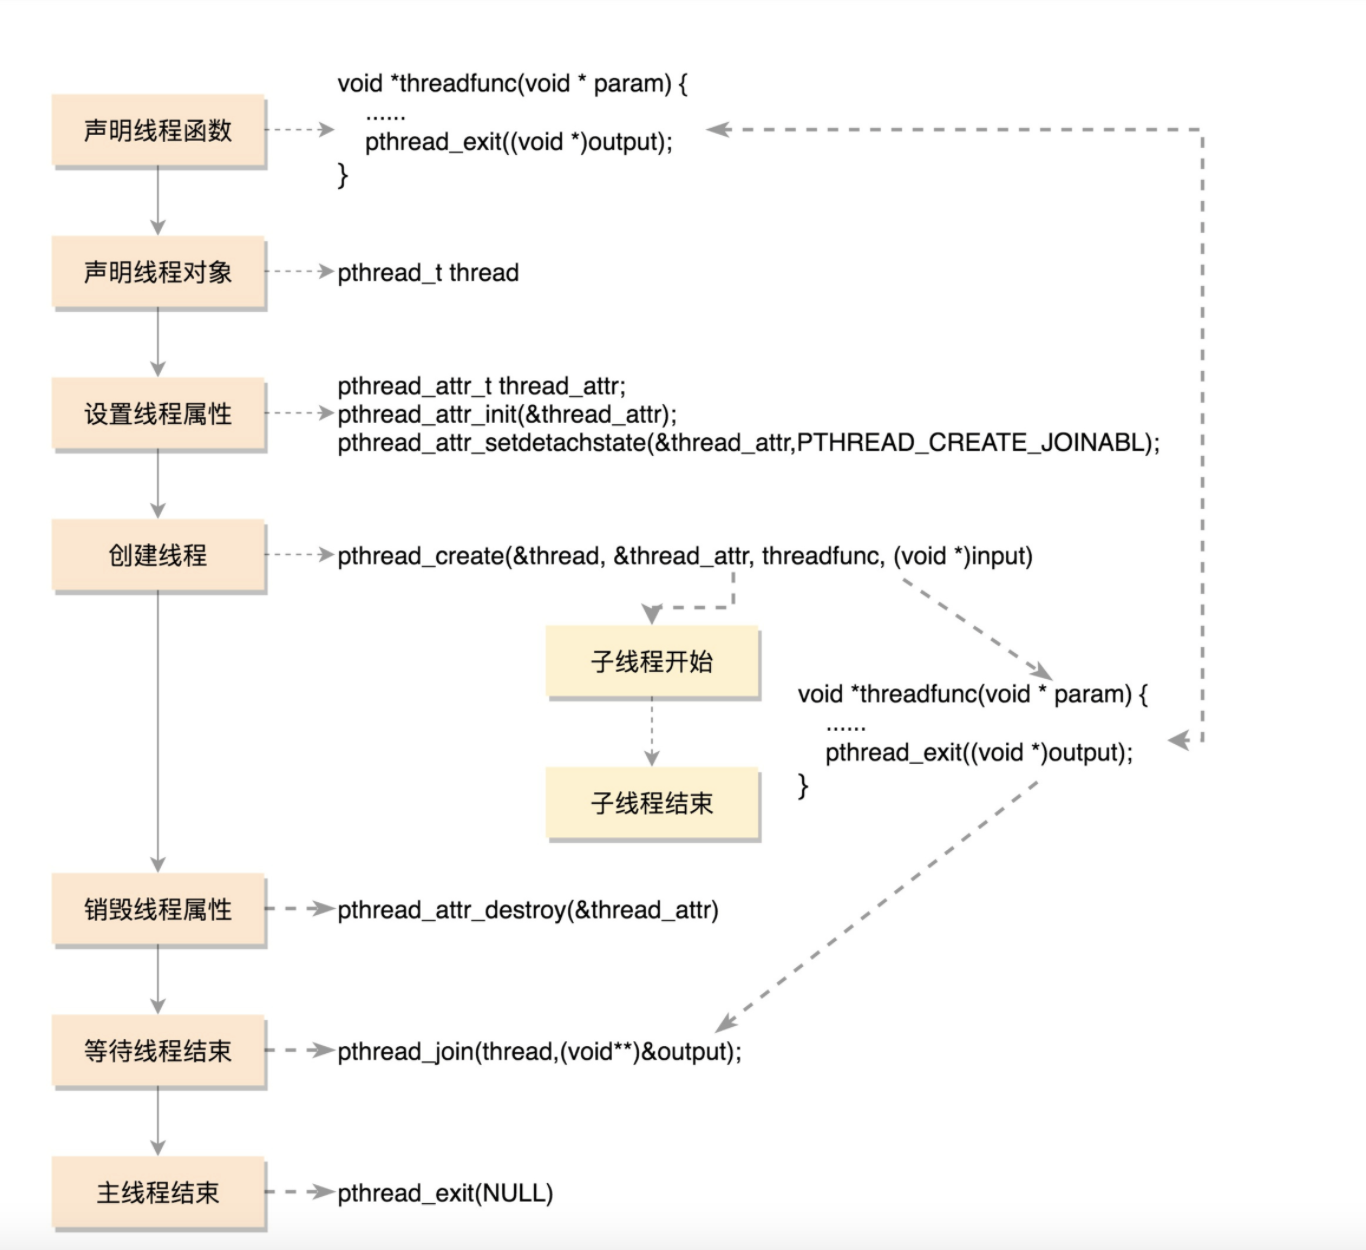 声明线程函数
void *threadfunc(void * param) {
......
pthread_exit((void *)output);
}
声明线程对象
pthread_t thread
设置线程属性
pthread_attr_t thread_attr;
pthread_attr_init(&thread_attr);
pthread_attr_setdetachstate(&thread_attr,PTHREAD_CREATE_JOINABL);
创建线程
pthread_create(&thread, &thread_attr, threadfunc, (void *)input)
子线程开始
void *threadfunc(void * param) {
......
pthread_exit((void *)output);
}
子线程结束
销毁线程属性
pthread_attr_destroy(&thread_attr)
等待线程结束
pthread_join(thread,(void**)&output);
主线程结束
pthread_exit(NULL)